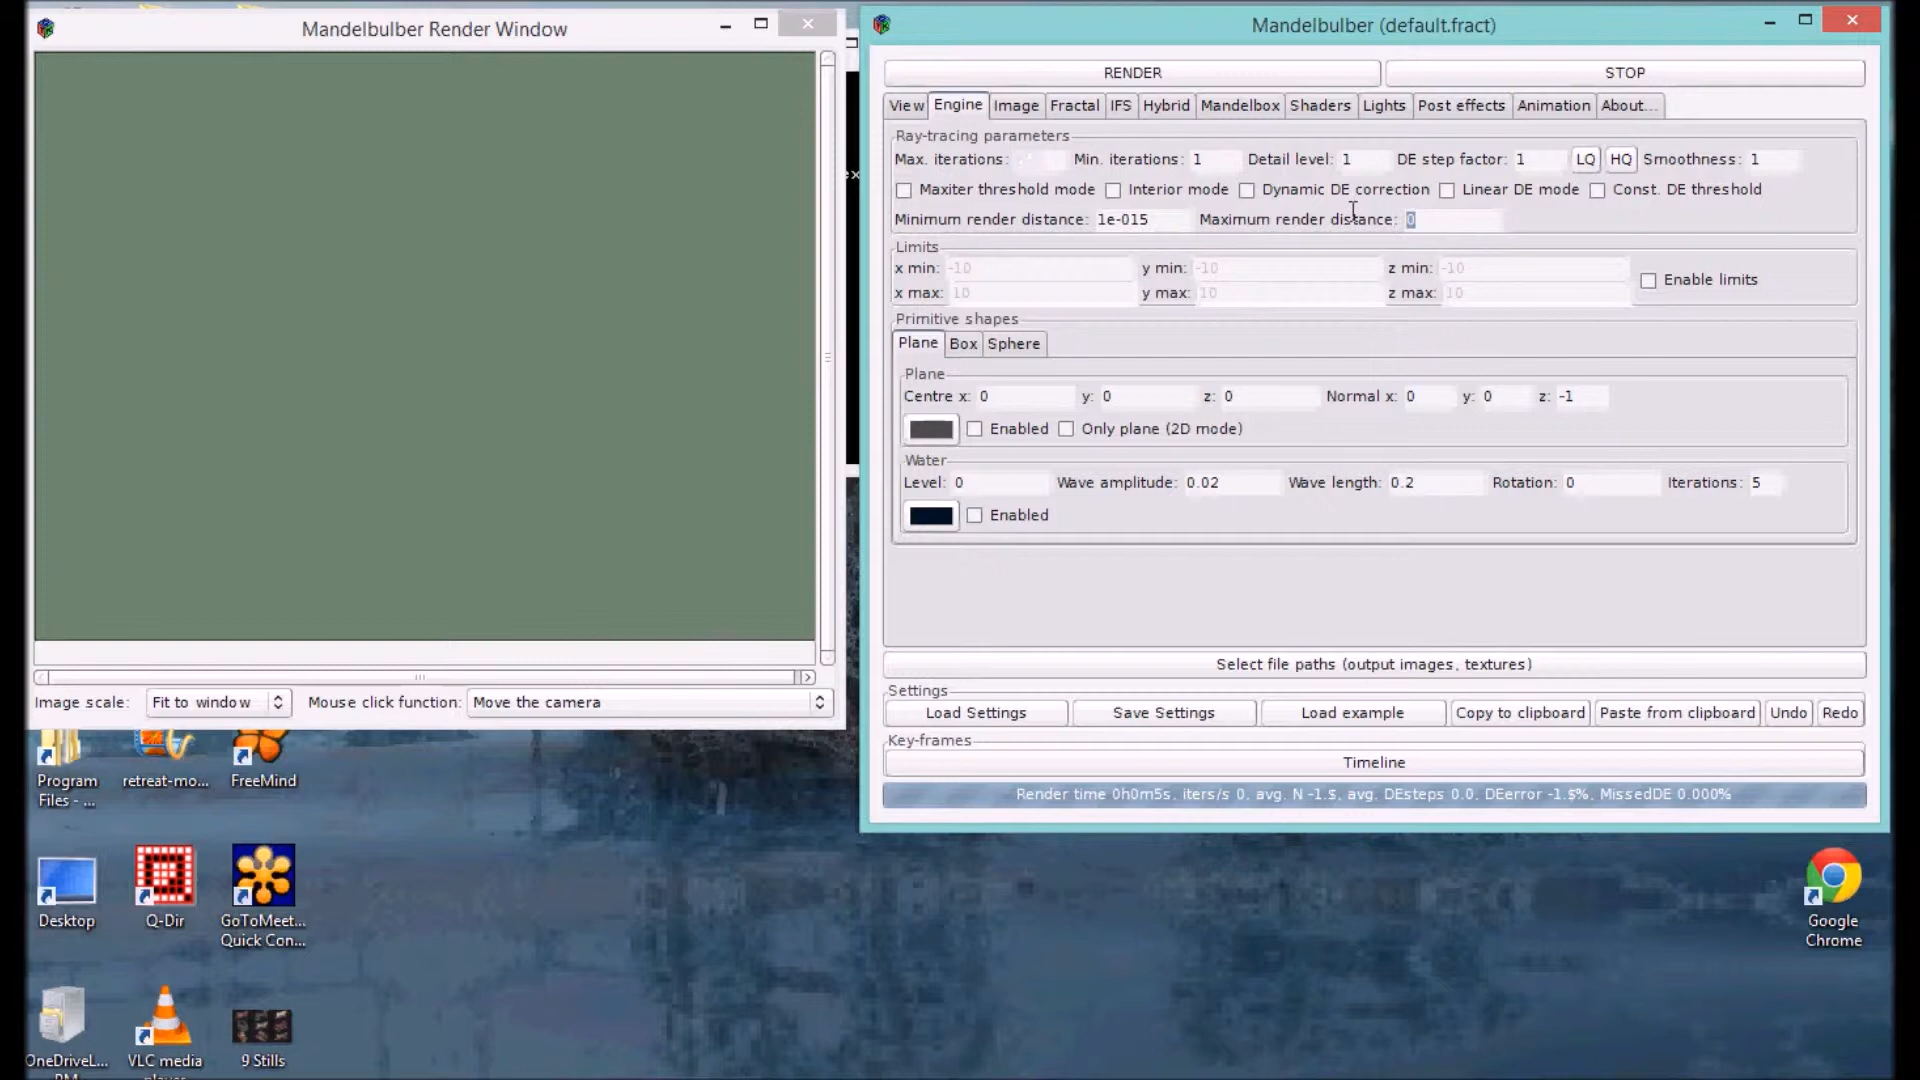 Mandelbulber Render Window
Image scale: Fit to window Mouse click function: Move the camera
Mandelbulber (default.fract)
RENDER STOP
View Engine Image Fractal IFS Hybrid Mandelbox Shaders Lights Post effects Animation About...
Ray-tracing parameters
Max. iterations: Min. iterations: 1 Detail level: 1 DE step factor: 1 LQ HQ Smoothness: 1
Maxiter threshold mode Interior mode Dynamic DE correction Linear DE mode Const. DE threshold
Minimum render distance: 1e-015 Maximum render distance: 0
Limits
x min: -10 y min: -10 z min: -10 Enable limits
x max: 10 y max: 10 z max: 10
Primitive shapes
Plane Box Sphere
Plane
Centre x: 0 y: 0 z: 0 Normal x: 0 y: 0 z: -1
Enabled Only plane (2D mode)
Water
Level: 0 Wave amplitude: 0.02 Wave length: 0.2 Rotation: 0 Iterations: 5
Enabled
Select file paths (output images, textures)
Settings
Load Settings Save Settings Load example Copy to clipboard Paste from clipboard Undo Redo
Key-frames
Timeline
Render time 0h0m5s, iters/s 0, avg. N -1.$, avg. DEsteps 0.0, DEerror -1.$%, MissedDE 0.000%
Program Files - ...
retreat-mo...
FreeMind
Desktop
Q-Dir
GoToMeet... Quick Con...
OneDriveL...
VLC media
9 Stills
Google Chrome